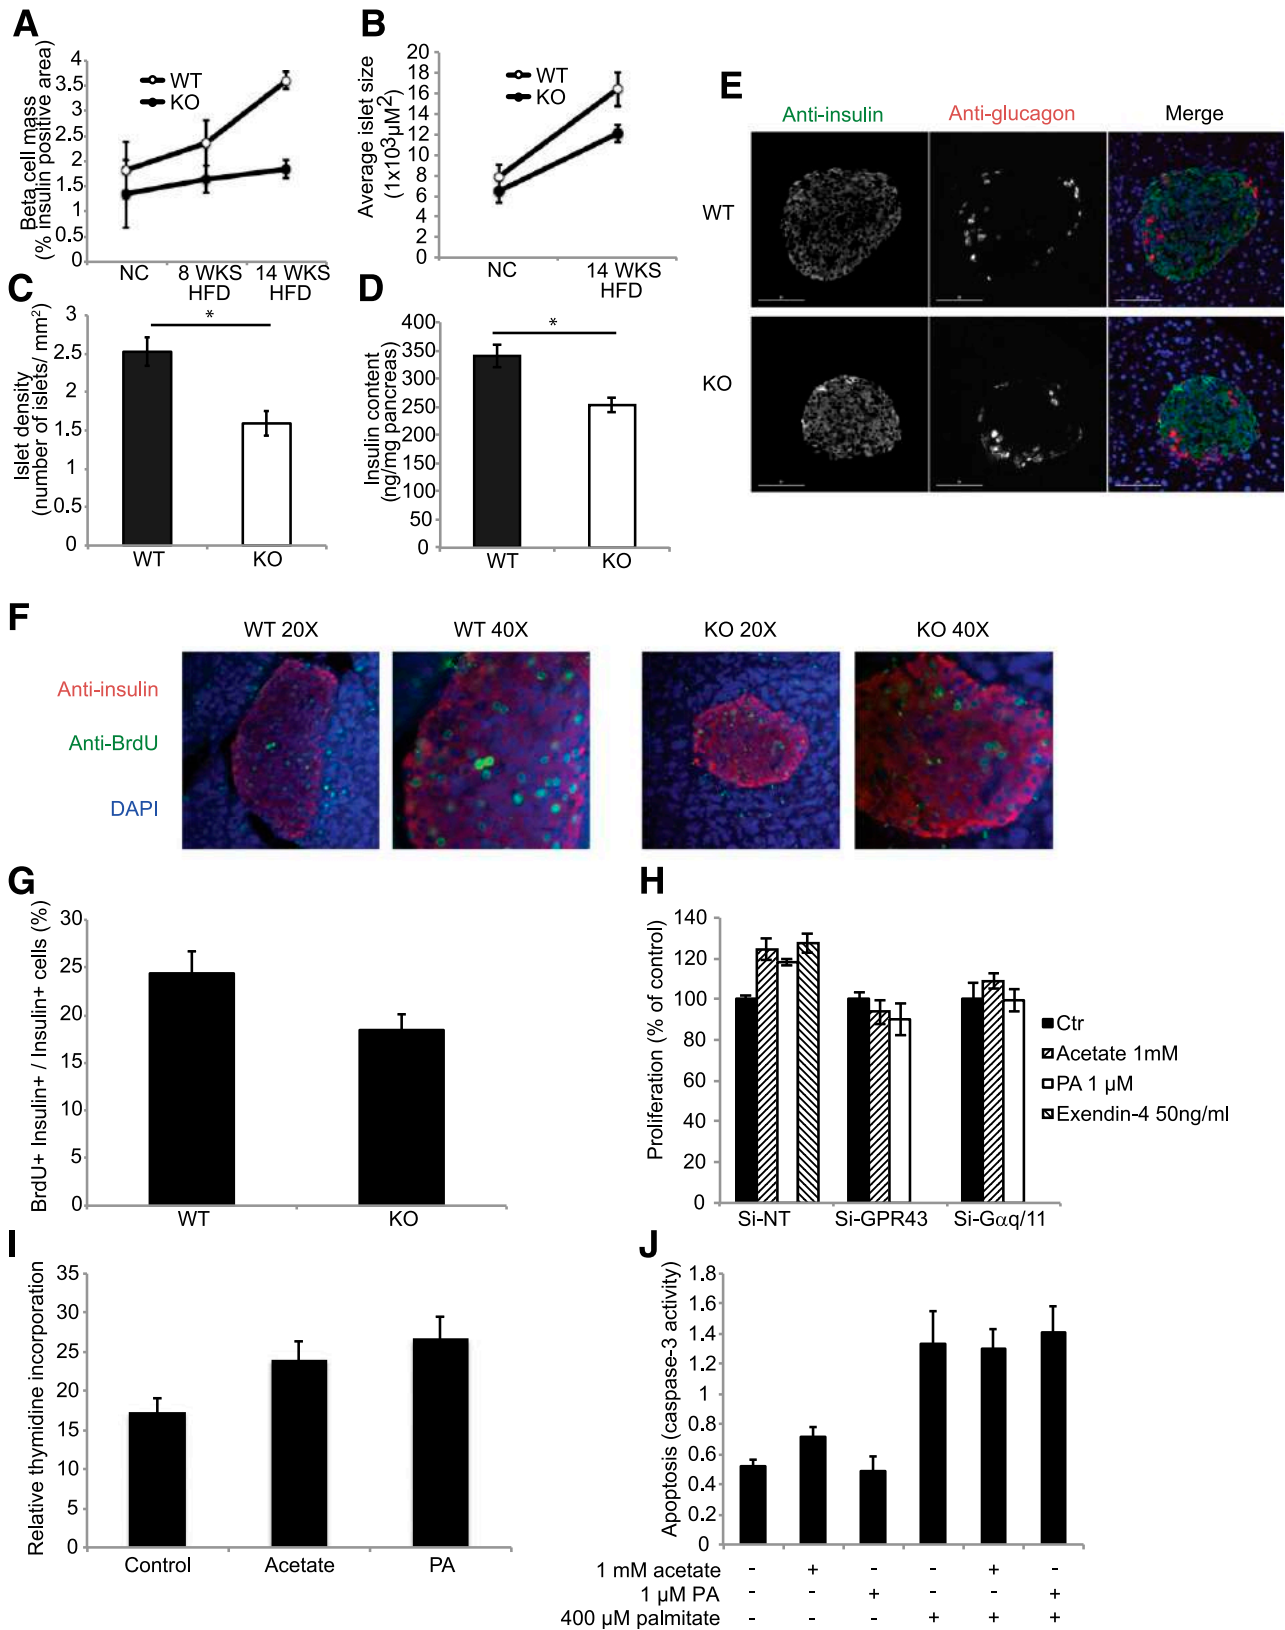 A
Beta cell mass
(% insulin positive area)
4
3.5
3
2.5
2
1.5
1
0.5
0
WT
KO
NC
8 WKS
HFD
14 WKS
HFD
B
Average islet size
(1x10³µM²)
20
18
16
14
12
10
8
6
4
2
0
WT
KO
NC
14 WKS
HFD
C
Islet density
(number of islets/ mm²)
3
2.5
2
1.5
1
0.5
0
*
WT
KO
D
Insulin content
(ng/mg pancreas)
400
350
300
250
200
150
100
50
0
*
WT
KO
E
Anti-insulin
Anti-glucagon
Merge
WT
KO
F
WT 20X
WT 40X
KO 20X
KO 40X
Anti-insulin
Anti-BrdU
DAPI
G
BrdU+ Insulin+ / Insulin+ cells (%)
30
25
20
15
10
5
0
WT
KO
H
Proliferation (% of control)
140
120
100
80
60
40
20
0
Si-NT
Si-GPR43
Si-Gαq/11
Ctr
Acetate 1mM
PA 1 µM
Exendin-4 50ng/ml
I
Relative thymidine incorporation
35
30
25
20
15
10
5
0
Control
Acetate
PA
J
Apoptosis (caspase-3 activity)
1.8
1.6
1.4
1.2
1
0.8
0.6
0.4
0.2
0
1 mM acetate - + - - + -
1 µM PA - - + - - +
400 µM palmitate - - - + + +